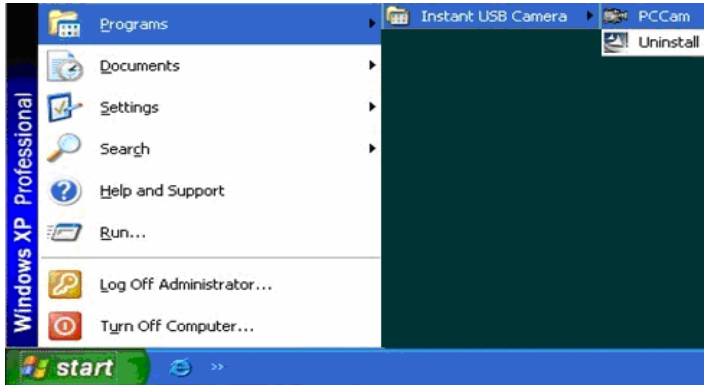 Programs
Instant USB Camera
PCCam
Uninstall
Documents
Settings
Search
Help and Support
Run...
Log Off Administrator...
Turn Off Computer...
Windows XP Professional
start